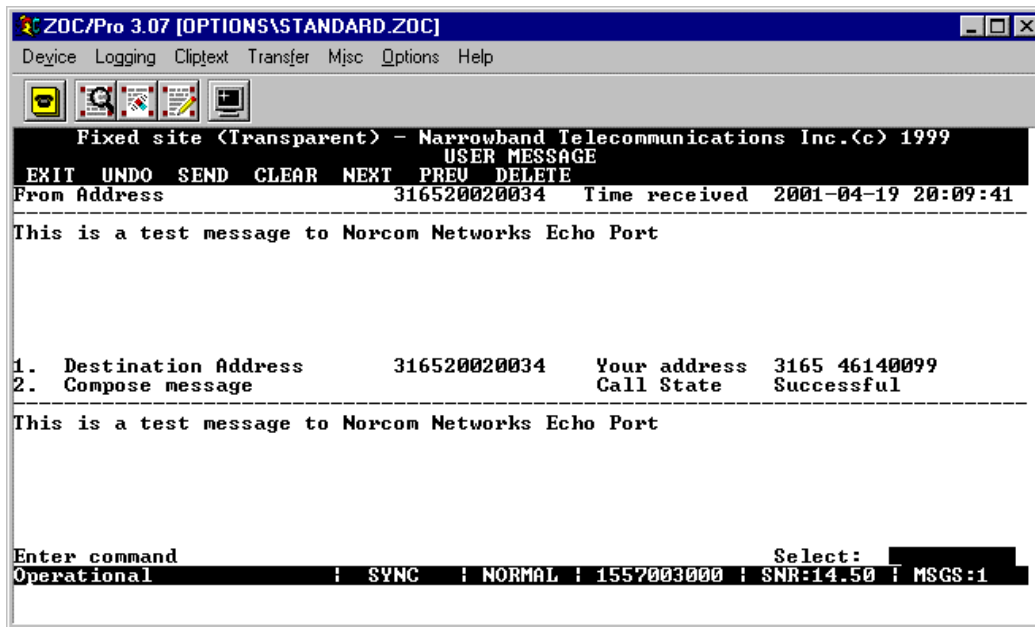 ZOC/Pro 3.07 [OPTIONS\STANDARD.ZOC]
Device Logging Cliptext Transfer Misc Options Help
Fixed site (Transparent) - Narrowband Telecommunications Inc.(c) 1999
USER MESSAGE
EXIT UNDO SEND CLEAR NEXT PREV DELETE
From Address 316520020034 Time received 2001-04-19 20:09:41
This is a test message to Norcom Networks Echo Port
1. Destination Address 316520020034 Your address 3165 46140099
2. Compose message Call State Successful
This is a test message to Norcom Networks Echo Port
Enter command Select:
Operational ¦ SYNC ¦ NORMAL ¦ 1557003000 ¦ SNR:14.50 ¦ MSGS:1